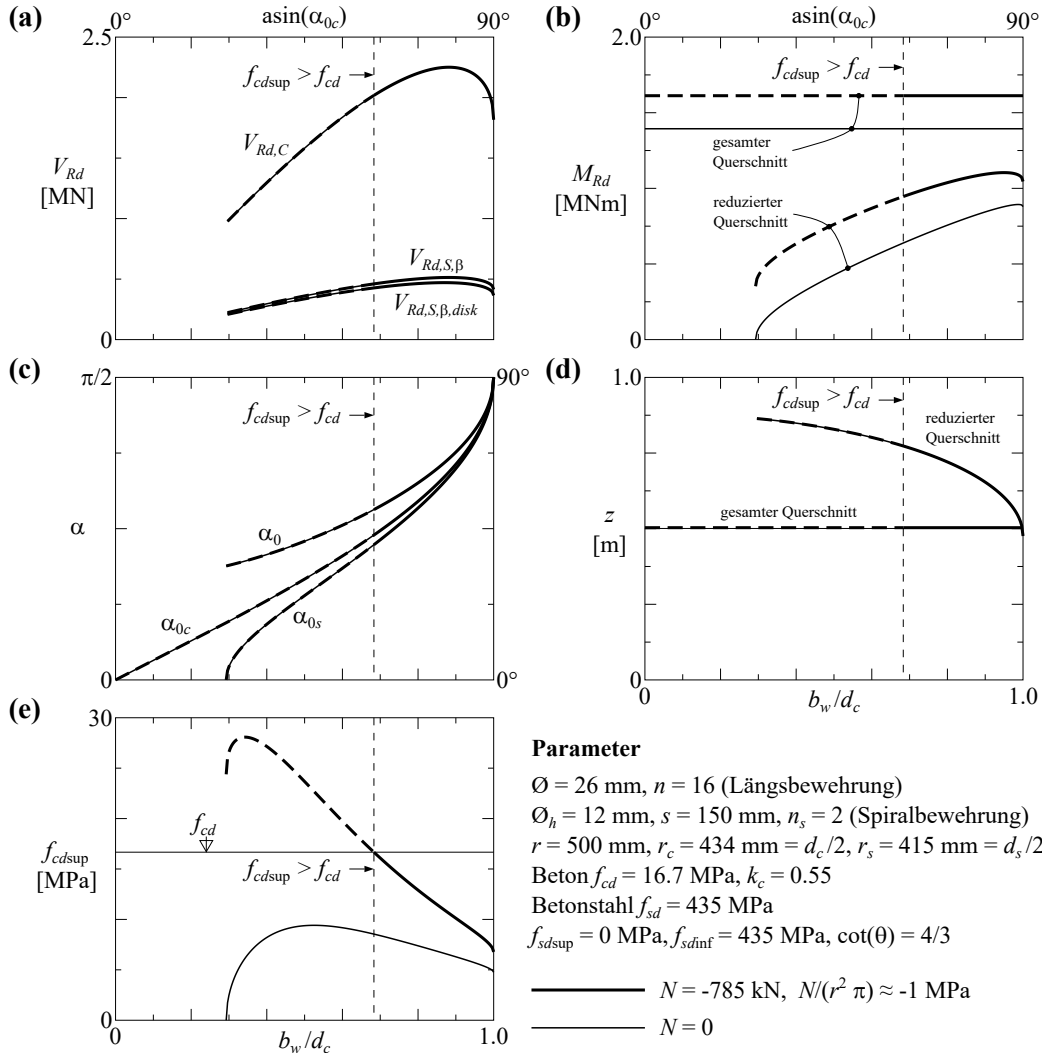 (a)
0°
asin(α0c)
90°
2.5
fcdsup > fcd
VRd,C
VRd
[MN]
VRd,S,β
VRd,S,β,disk
0
(b)
0°
asin(α0c)
90°
2.0
fcdsup > fcd
gesamter
Querschnitt
MRd
[MNm]
reduzierter
Querschnitt
0
(c)
π/2
90°
fcdsup > fcd
α
α0
α0c
α0s
0
0°
(d)
1.0
fcdsup > fcd
reduzierter
Querschnitt
gesamter Querschnitt
z
[m]
0
0
bw/dc
1.0
(e)
30
fcd
fcdsup
[MPa]
fcdsup > fcd
0
0
bw/dc
1.0
Parameter
Ø = 26 mm, n = 16 (Längsbewehrung)
Øh = 12 mm, s = 150 mm, ns = 2 (Spiralbewehrung)
r = 500 mm, rc = 434 mm = dc/2, rs = 415 mm = ds/2
Beton fcd = 16.7 MPa, kc = 0.55
Betonstahl fsd = 435 MPa
fsdsup = 0 MPa, fsdinf = 435 MPa, cot(θ) = 4/3
N = -785 kN, N/(r² π) ≈ -1 MPa
N = 0